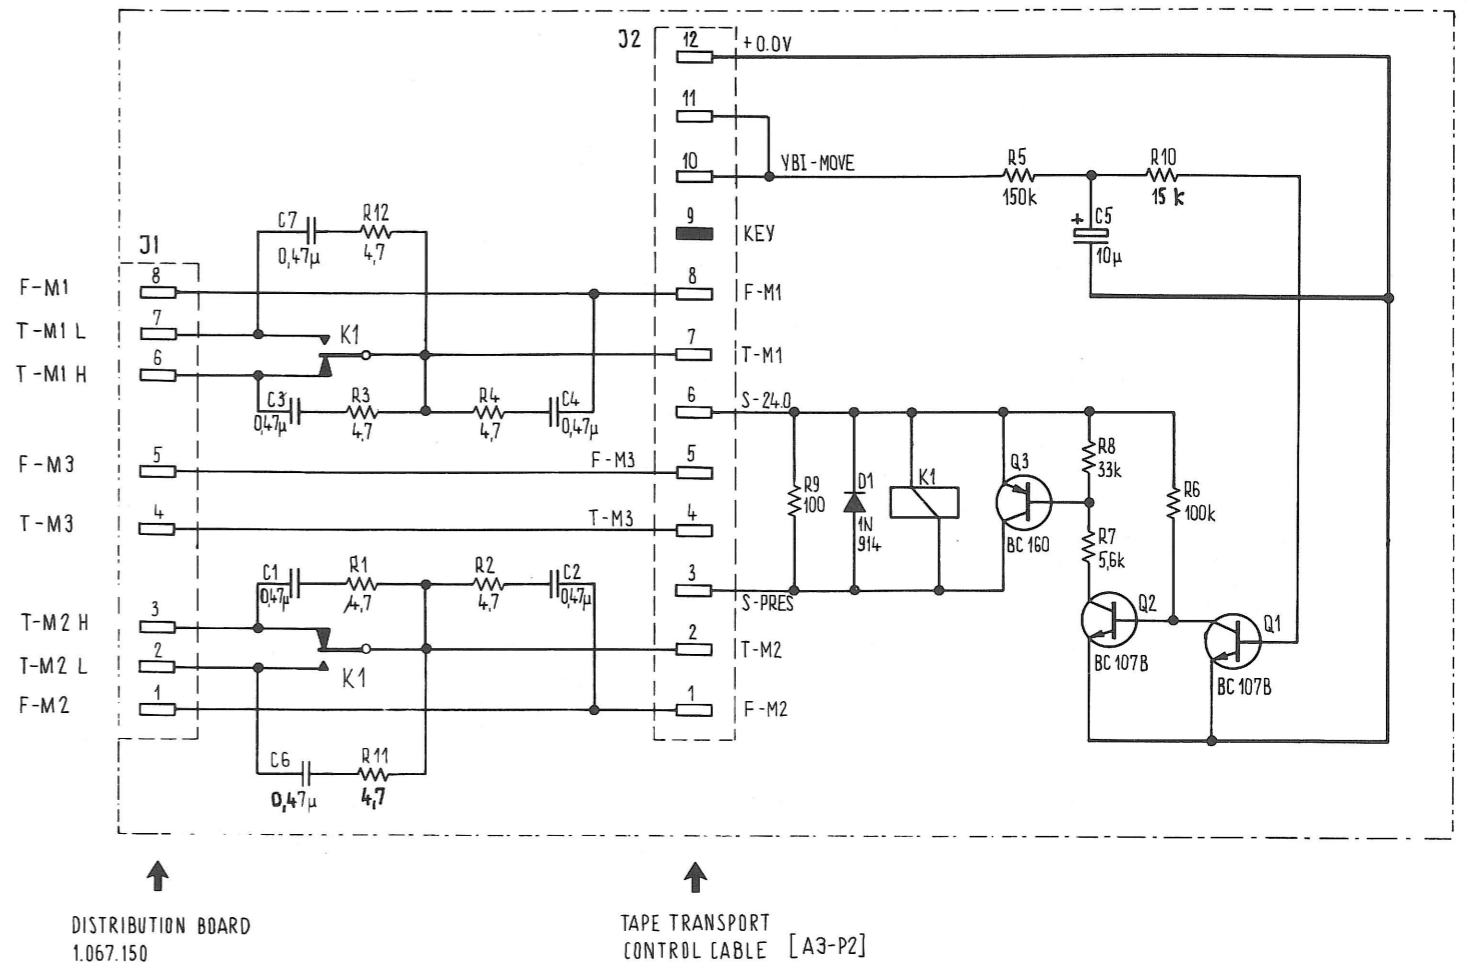 J2
12
+0.0V
11
10
YBI-MOVE
R5
150k
R10
15 k
+
C5
10µ
9
KEY
J1
C7
0,47µ
R12
4,7
F-M1
8
8
F-M1
T-M1 L
7
K1
7
T-M1
T-M1 H
6
C3
0,47µ
R3
4,7
R4
4,7
C4
0,47µ
6
S-24.0
F-M3
5
F-M3
5
T-M3
4
T-M3
4
R9
100
D1
1N
914
K1
Q3
BC 160
R8
33k
R6
100k
R7
5,6k
C1
0,47µ
R1
4,7
R2
4,7
C2
0,47µ
3
S-PRES
T-M2 H
3
2
T-M2
Q2
BC 107B
Q1
BC 107B
T-M2 L
2
K1
F-M2
1
1
F-M2
C6
0,47µ
R11
4,7
DISTRIBUTION BOARD
1.067.150
TAPE TRANSPORT
CONTROL CABLE [A3-P2]